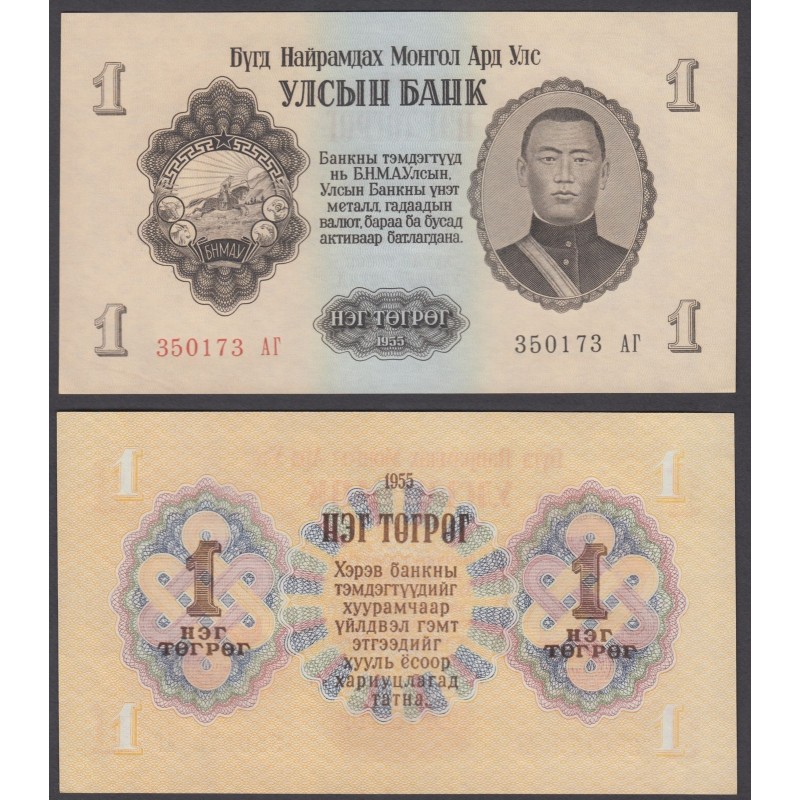 Бүгд Найрамдах Монгол Ард Улс
1
УЛСЫН БАНК
1
Банкны тэмдэгтүүд
нь Б.Н.М.А.Улсын,
Улсын Банкны үнэт
металл, гадаадын
валют, бараа ба бусад
активаар батлагдана.
БНМАУ
1
НЭГ ТӨГРӨГ
1955
1
350173 АГ
350173 АГ
1
1955
1
НЭГ ТӨГРӨГ
1
НЭГ
ТӨГРӨГ
Хэрэв банкны
тэмдэгтүүдийг
хуурамчаар
үйлдвэл гэмт
этгээдийг
хууль ёсоор
хариуцлагад
татна.
1
НЭГ
ТӨГРӨГ
1
1